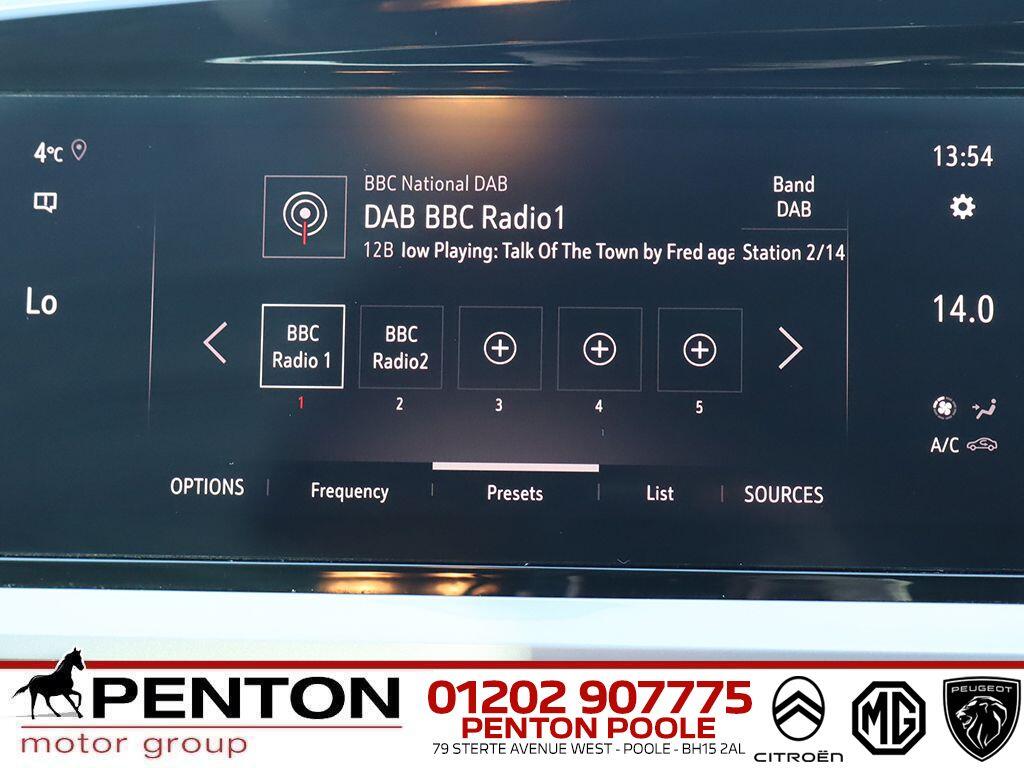 4°C
13:54
BBC National DAB
DAB BBC Radio1
12B low Playing: Talk Of The Town by Fred aga
Band
DAB
Station 2/14
Lo
14.0
BBC
Radio 1
BBC
Radio2
1
2
3
4
5
A/C
OPTIONS
Frequency
Presets
List
SOURCES
PENTON
motor group
01202 907775
PENTON POOLE
79 STERTE AVENUE WEST - POOLE - BH15 2AL
CITROËN
MG
PEUGEOT